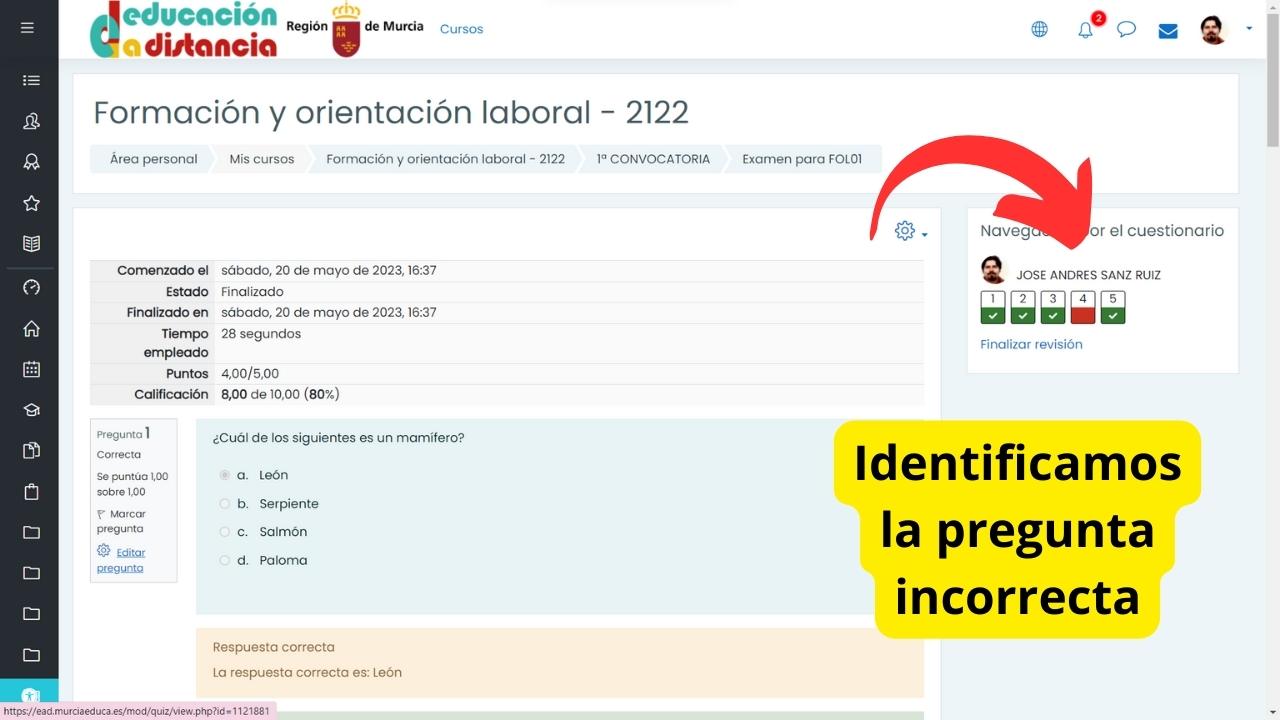 educación
a distancia
Región de Murcia
Cursos
2
Formación y orientación laboral - 2122
Área personal
Mis cursos
Formación y orientación laboral - 2122
1ª CONVOCATORIA
Examen para FOL01
Comenzado el sábado, 20 de mayo de 2023, 16:37
Estado Finalizado
Finalizado en sábado, 20 de mayo de 2023, 16:37
Tiempo 28 segundos
empleado
Puntos 4,00/5,00
Calificación 8,00 de 10,00 (80%)
Pregunta 1
Correcta
Se puntúa 1,00
sobre 1,00
Marcar
pregunta
Editar
pregunta
¿Cuál de los siguientes es un mamífero?
a. León
b. Serpiente
c. Salmón
d. Paloma
Respuesta correcta
La respuesta correcta es: León
or el cuestionario
JOSE ANDRES SANZ RUIZ
1 2 3 4 5
Finalizar revisión
Identificamos
la pregunta
incorrecta
https://ead.murciaeduca.es/mod/quiz/view.php?id=1121881